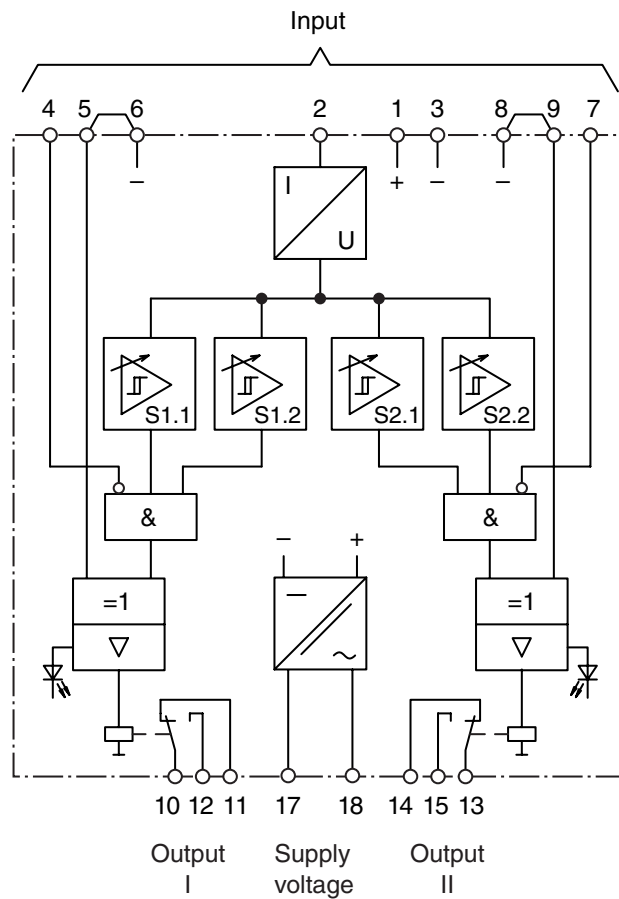 Input
4 5 6 2 1 3 8 9 7
– + – –
I
U
S1.1 S1.2 S2.1 S2.2
& &
– +
=1 =1
10 12 11 17 18 14 15 13
Output Supply Output
I voltage II